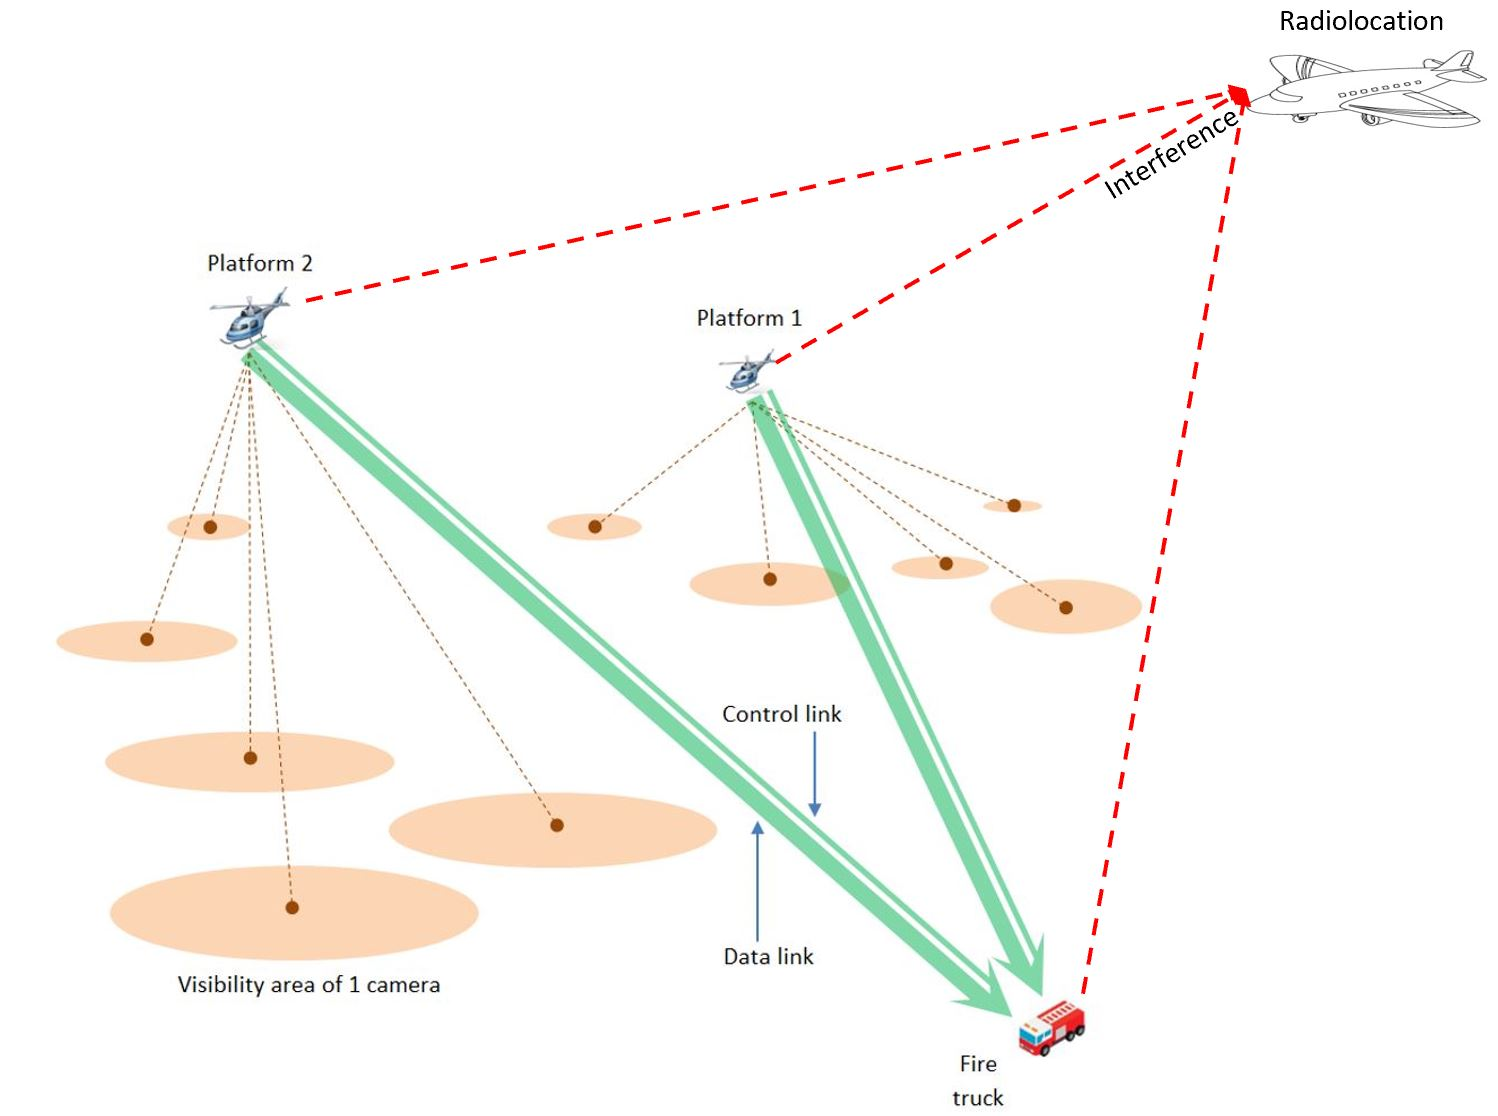 Radiolocation
Interference
Platform 2
Platform 1
Control link
Data link
Visibility area of 1 camera
Fire
truck